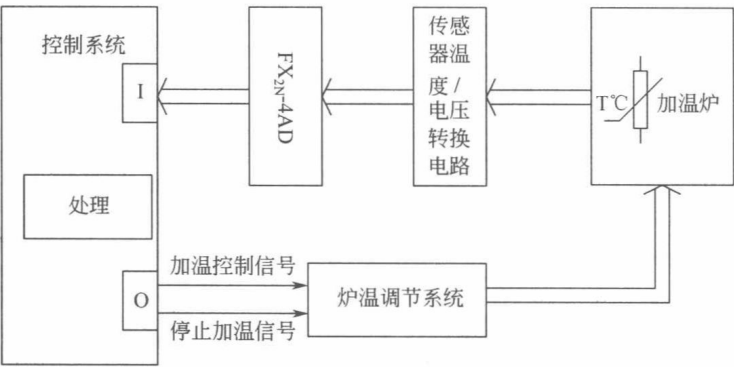 控制系统
I
FX2N-4AD
传感
器温
度/
电压
转换
电路
T℃
加温炉
处理
加温控制信号
O
停止加温信号
炉温调节系统